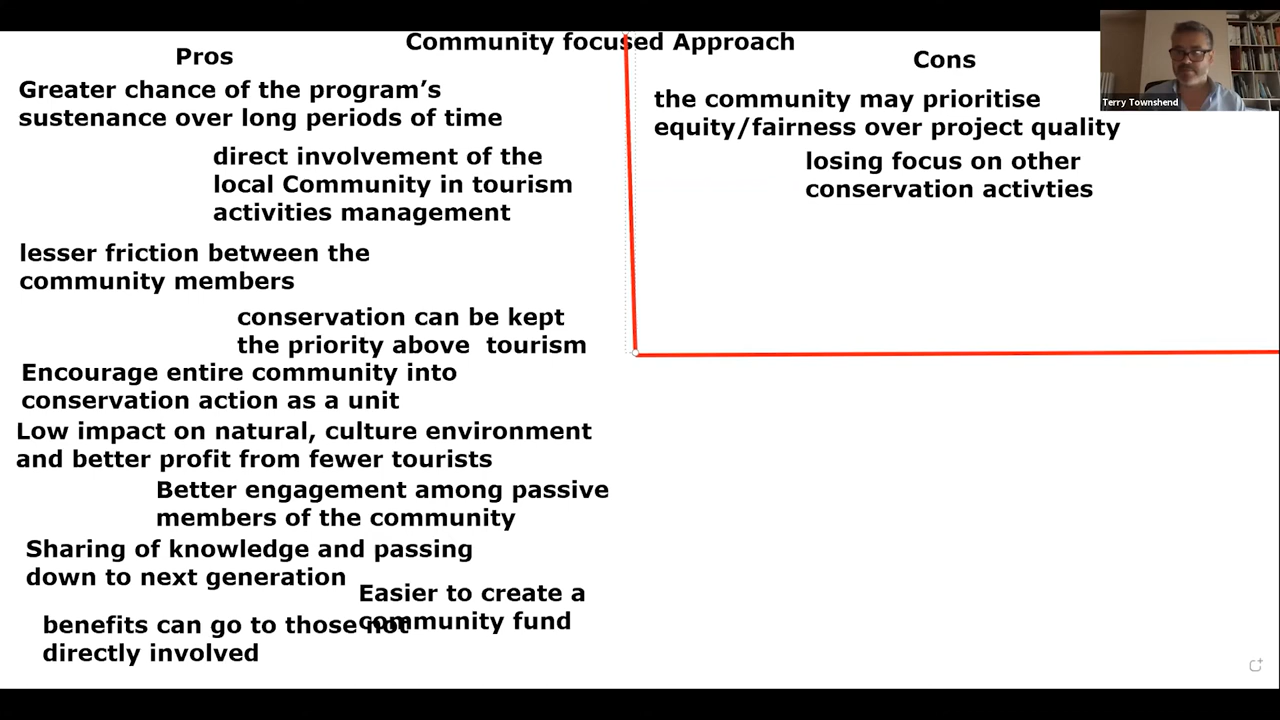 Community focused Approach
Pros
Greater chance of the program’s
sustenance over long periods of time
direct involvement of the
local Community in tourism
activities management
lesser friction between the
community members
conservation can be kept
the priority above  tourism
Encourage entire community into
conservation action as a unit
Low impact on natural, culture environment
and better profit from fewer tourists
Better engagement among passive
members of the community
Sharing of knowledge and passing
down to next generation
Easier to create a
community fund
benefits can go to those not
directly involved
Cons
the community may prioritise
equity/fairness over project quality
losing focus on other
conservation activties
Terry Townshend